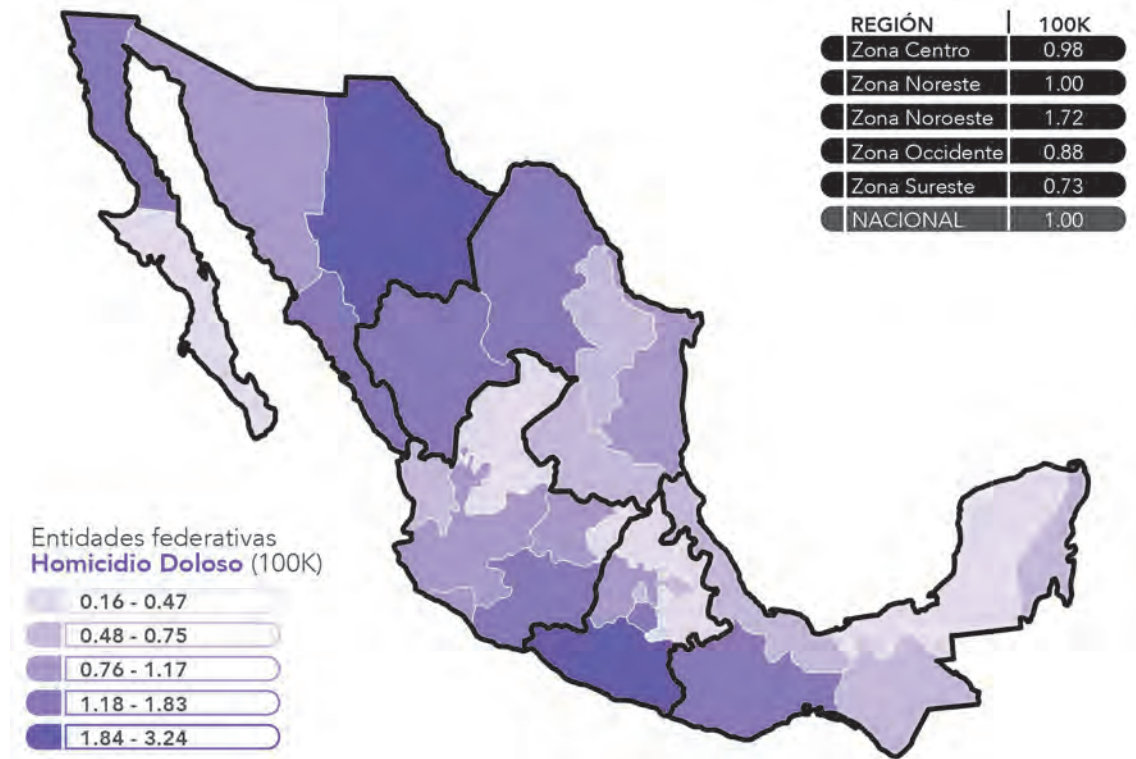 REGIÓN 100K
Zona Centro 0.98
Zona Noreste 1.00
Zona Noroeste 1.72
Zona Occidente 0.88
Zona Sureste 0.73
NACIONAL 1.00
Entidades federativas
Homicidio Doloso (100K)
0.16 - 0.47
0.48 - 0.75
0.76 - 1.17
1.18 - 1.83
1.84 - 3.24